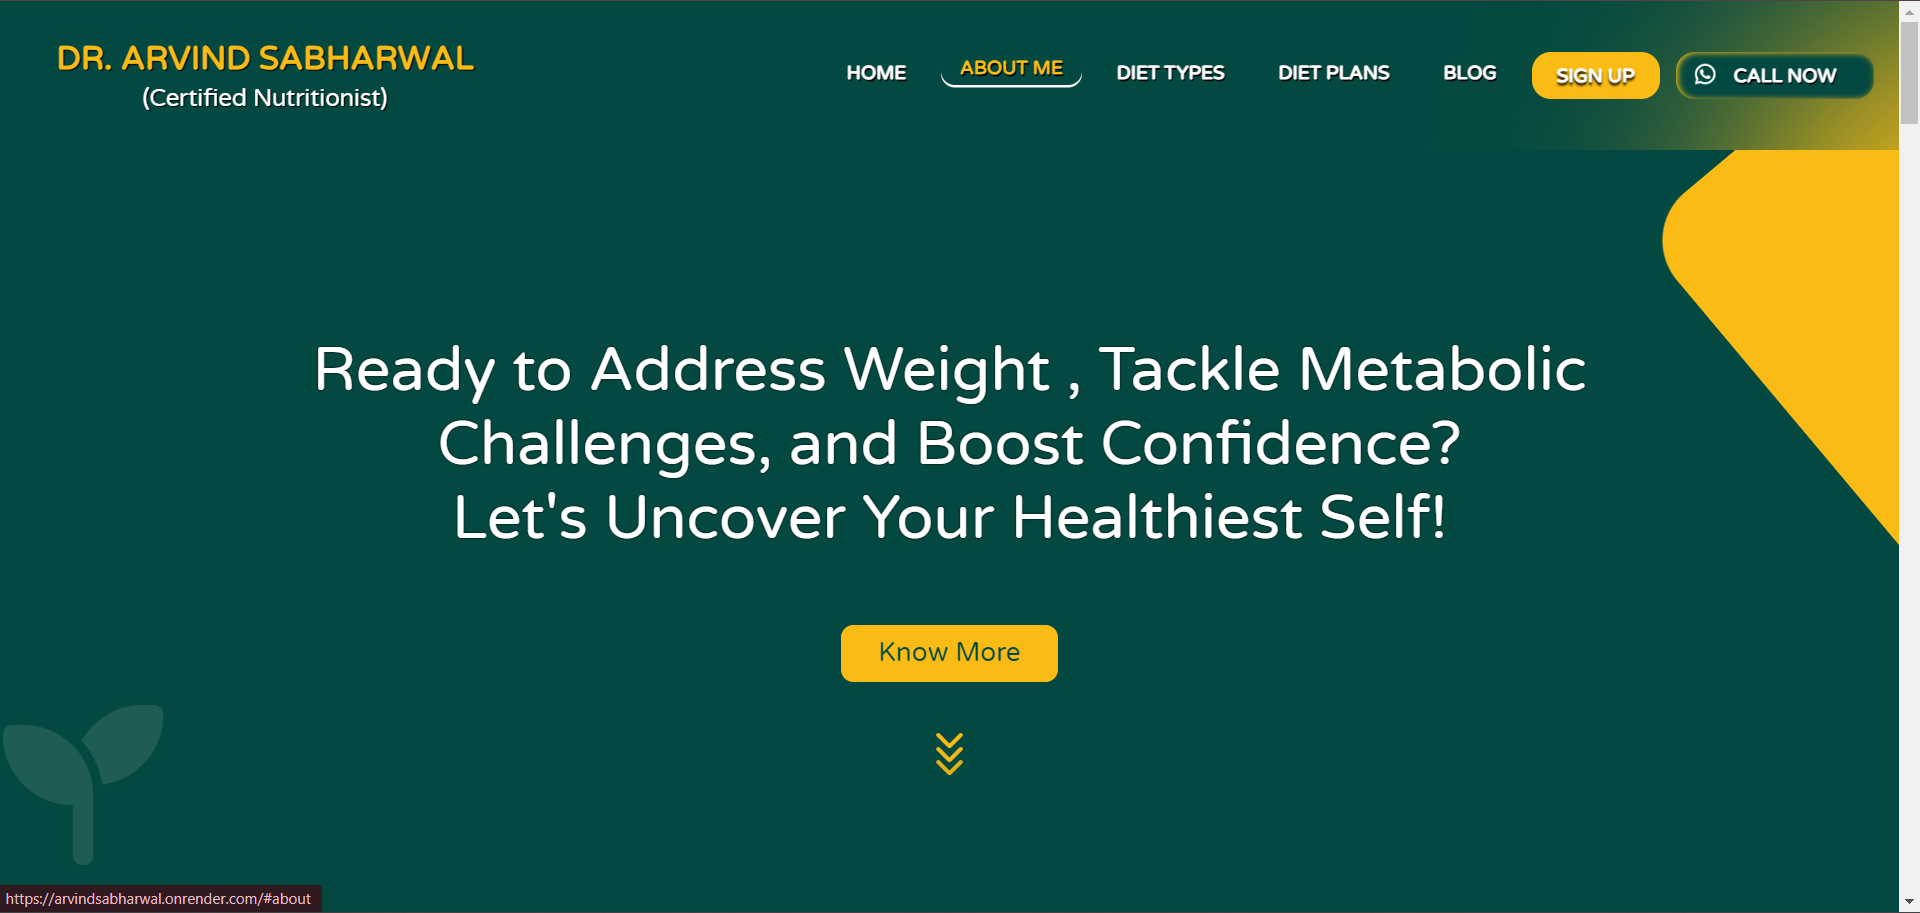 DR. ARVIND SABHARWAL
(Certified Nutritionist)
HOME
ABOUT ME
DIET TYPES
DIET PLANS
BLOG
SIGN UP
CALL NOW
Ready to Address Weight , Tackle Metabolic
Challenges, and Boost Confidence?
Let's Uncover Your Healthiest Self!
Know More
https://arvindsabharwal.onrender.com/#about